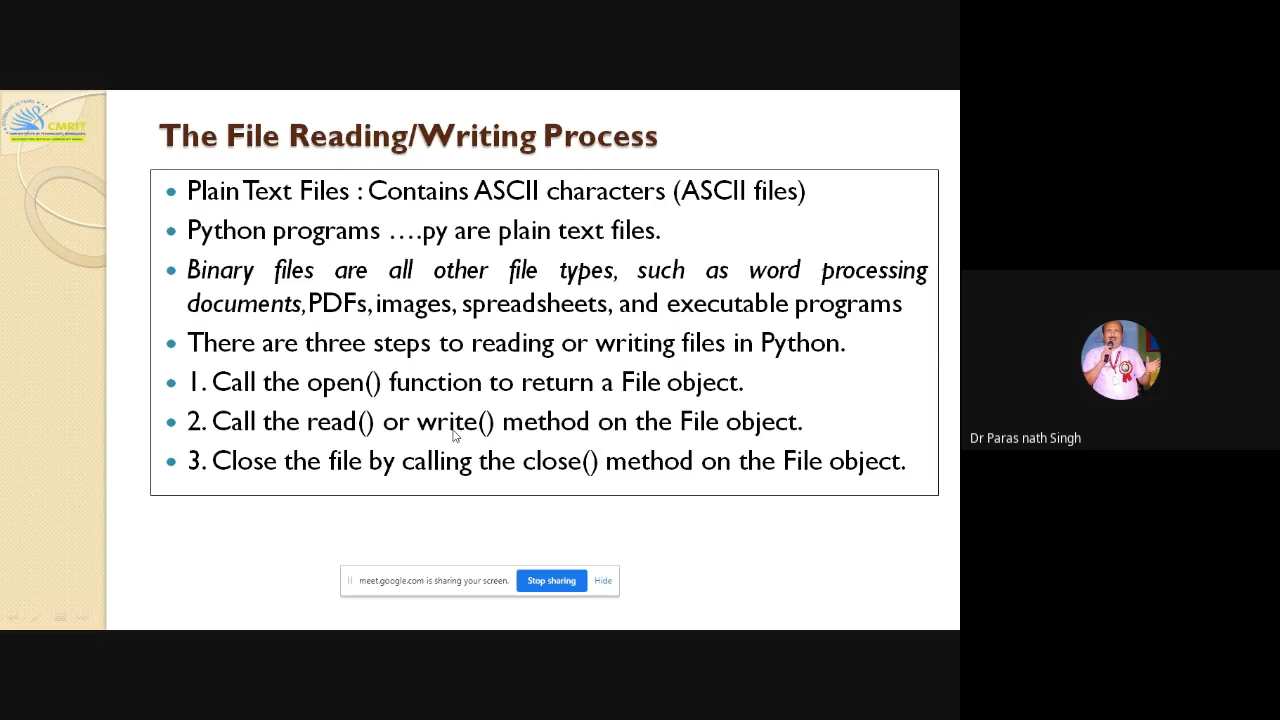 CMRIT
The File Reading/Writing Process
Plain Text Files : Contains ASCII characters (ASCII files)
Python programs ….py are plain text files.
Binary files are all other file types, such as word processing
documents, PDFs, images, spreadsheets, and executable programs
There are three steps to reading or writing files in Python.
1. Call the open() function to return a File object.
2. Call the read() or write() method on the File object.
3. Close the file by calling the close() method on the File object.
meet.google.com is sharing your screen. Stop sharing Hide
Dr Paras nath Singh